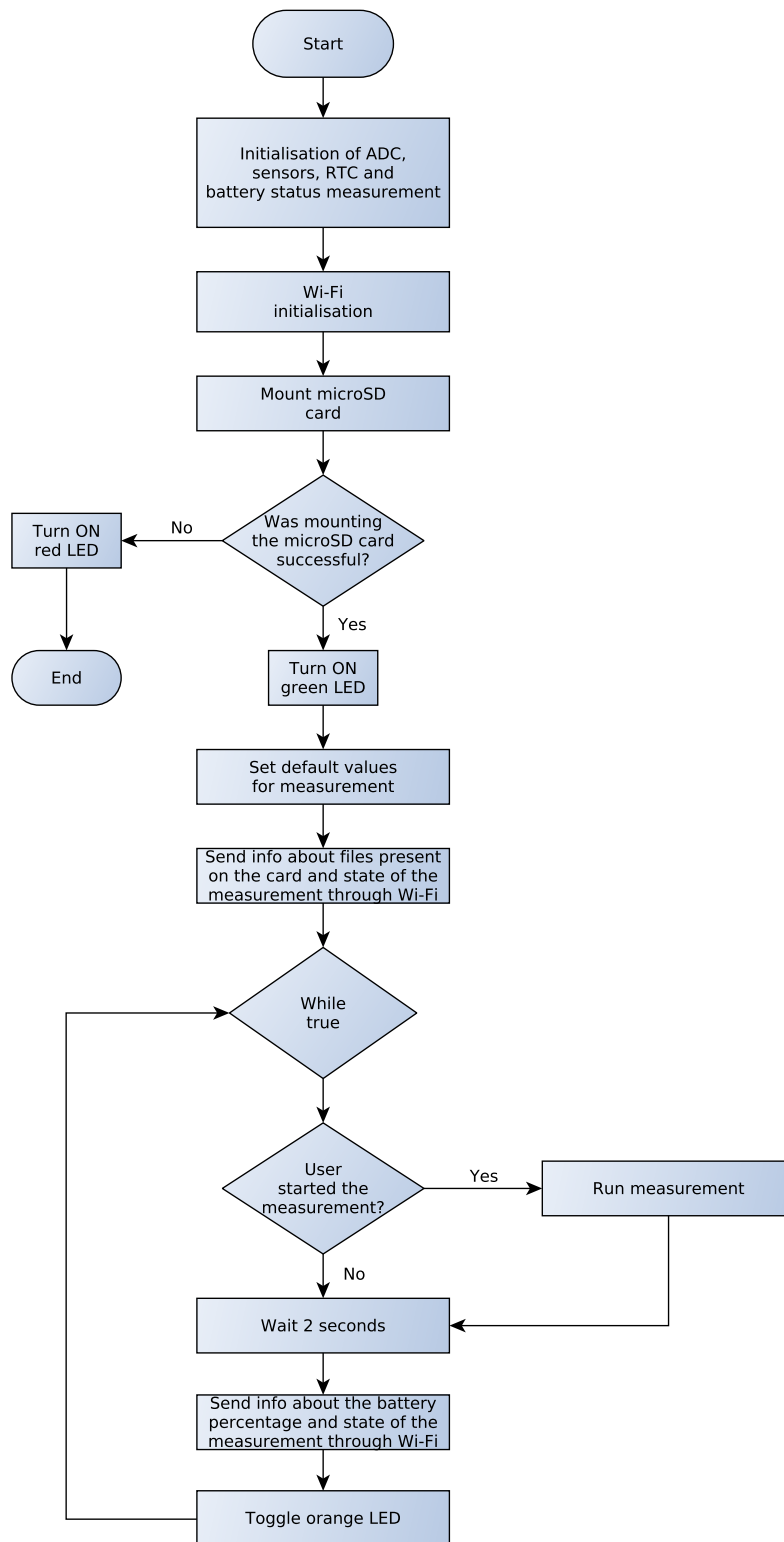 Start
Initialisation of ADC,
sensors, RTC and
battery status measurement
Wi-Fi
initialisation
Mount microSD
card
Was mounting
the microSD card
successful?
No
Turn ON
red LED
End
Yes
Turn ON
green LED
Set default values
for measurement
Send info about files present
on the card and state of the
measurement through Wi-Fi
While
true
User
started the
measurement?
Yes
Run measurement
No
Wait 2 seconds
Send info about the battery
percentage and state of the
measurement through Wi-Fi
Toggle orange LED